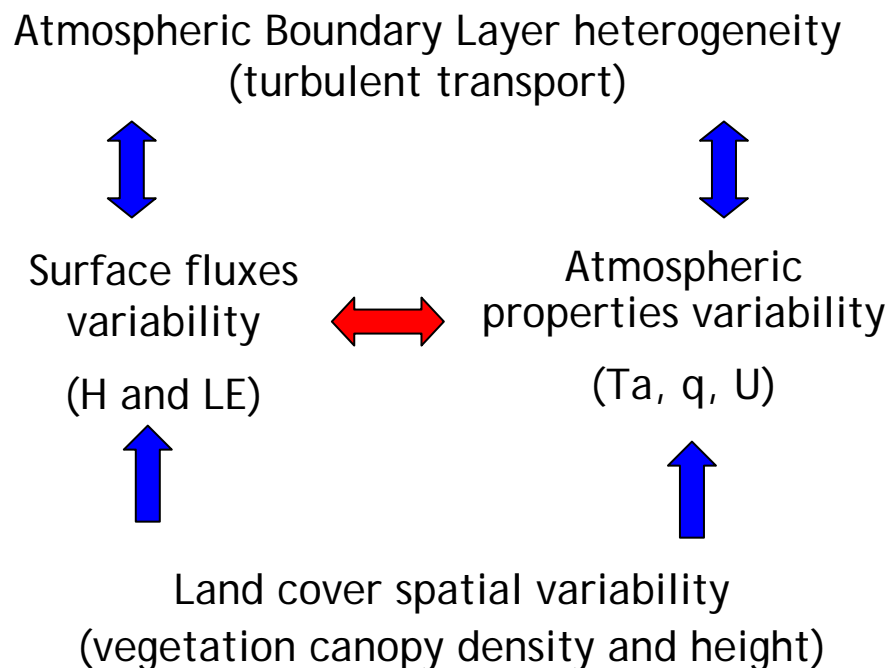 Atmospheric Boundary Layer heterogeneity
(turbulent transport)
Surface fluxes
variability
(H and LE)
Atmospheric
properties variability
(Ta, q, U)
Land cover spatial variability
(vegetation canopy density and height)